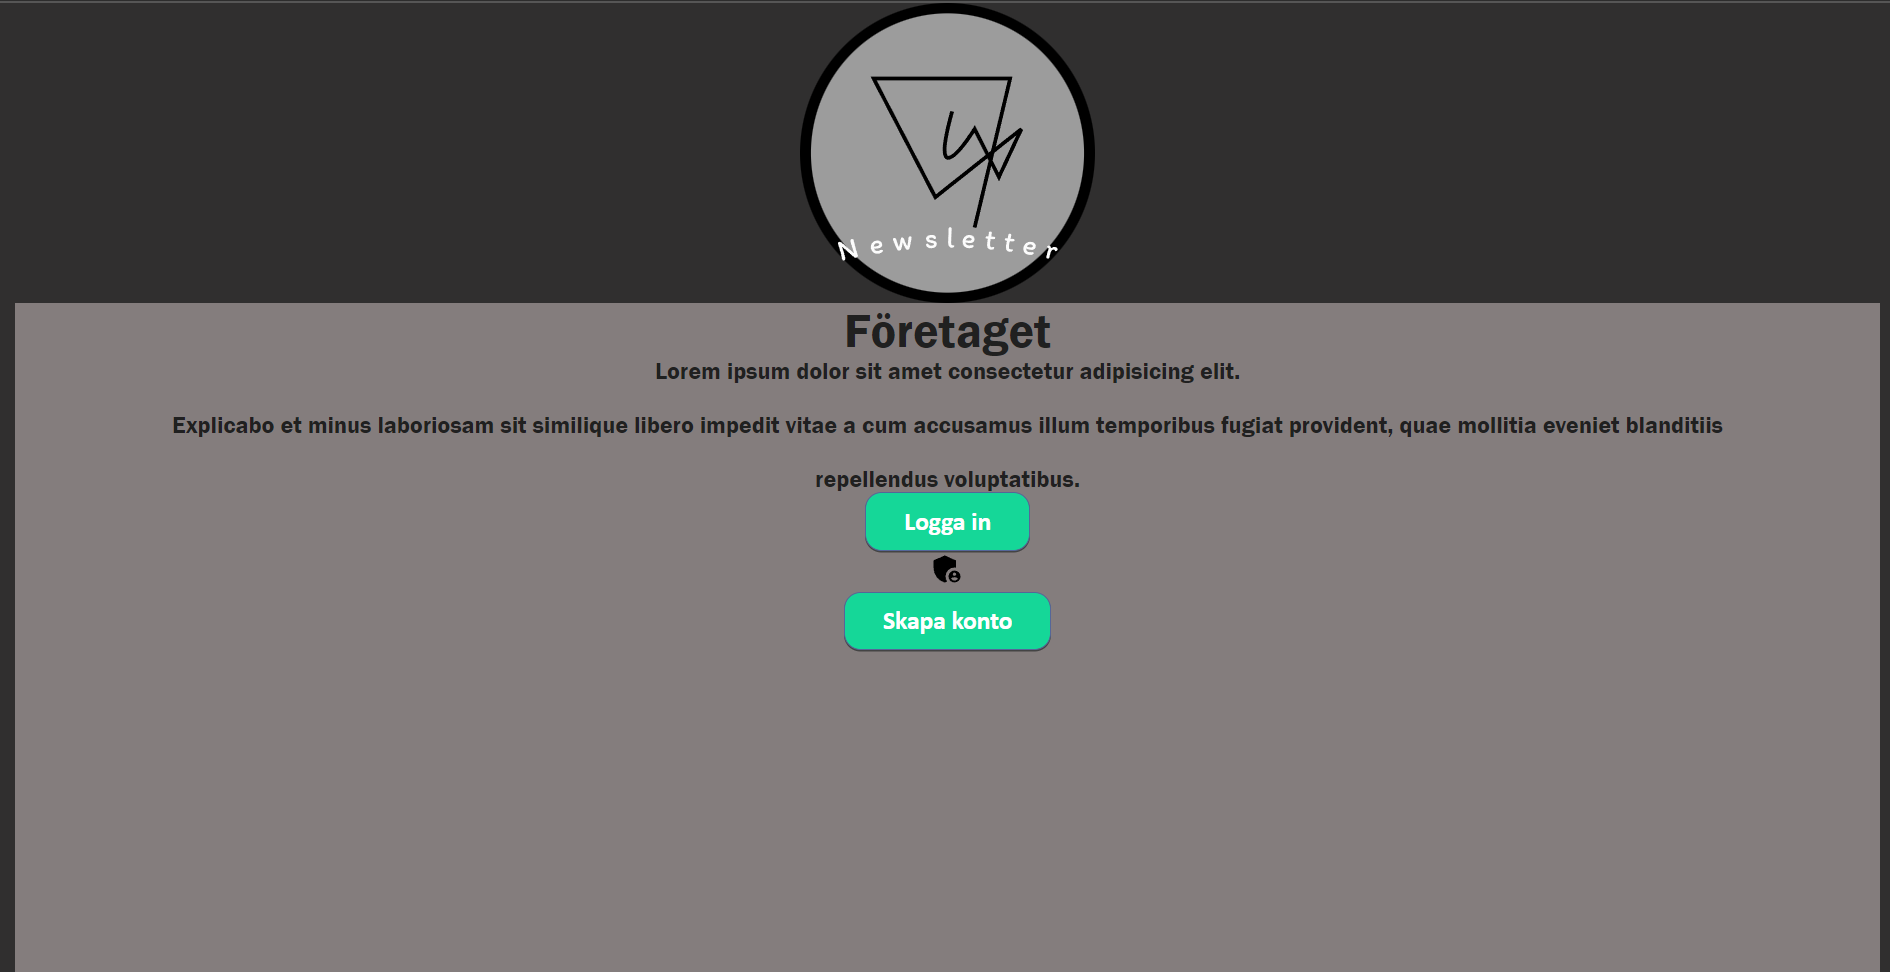 Newsletter
Företaget
Lorem ipsum dolor sit amet consectetur adipisicing elit.
Explicabo et minus laboriosam sit similique libero impedit vitae a cum accusamus illum temporibus fugiat provident, quae mollitia eveniet blanditiis
repellendus voluptatibus.
Logga in
Skapa konto